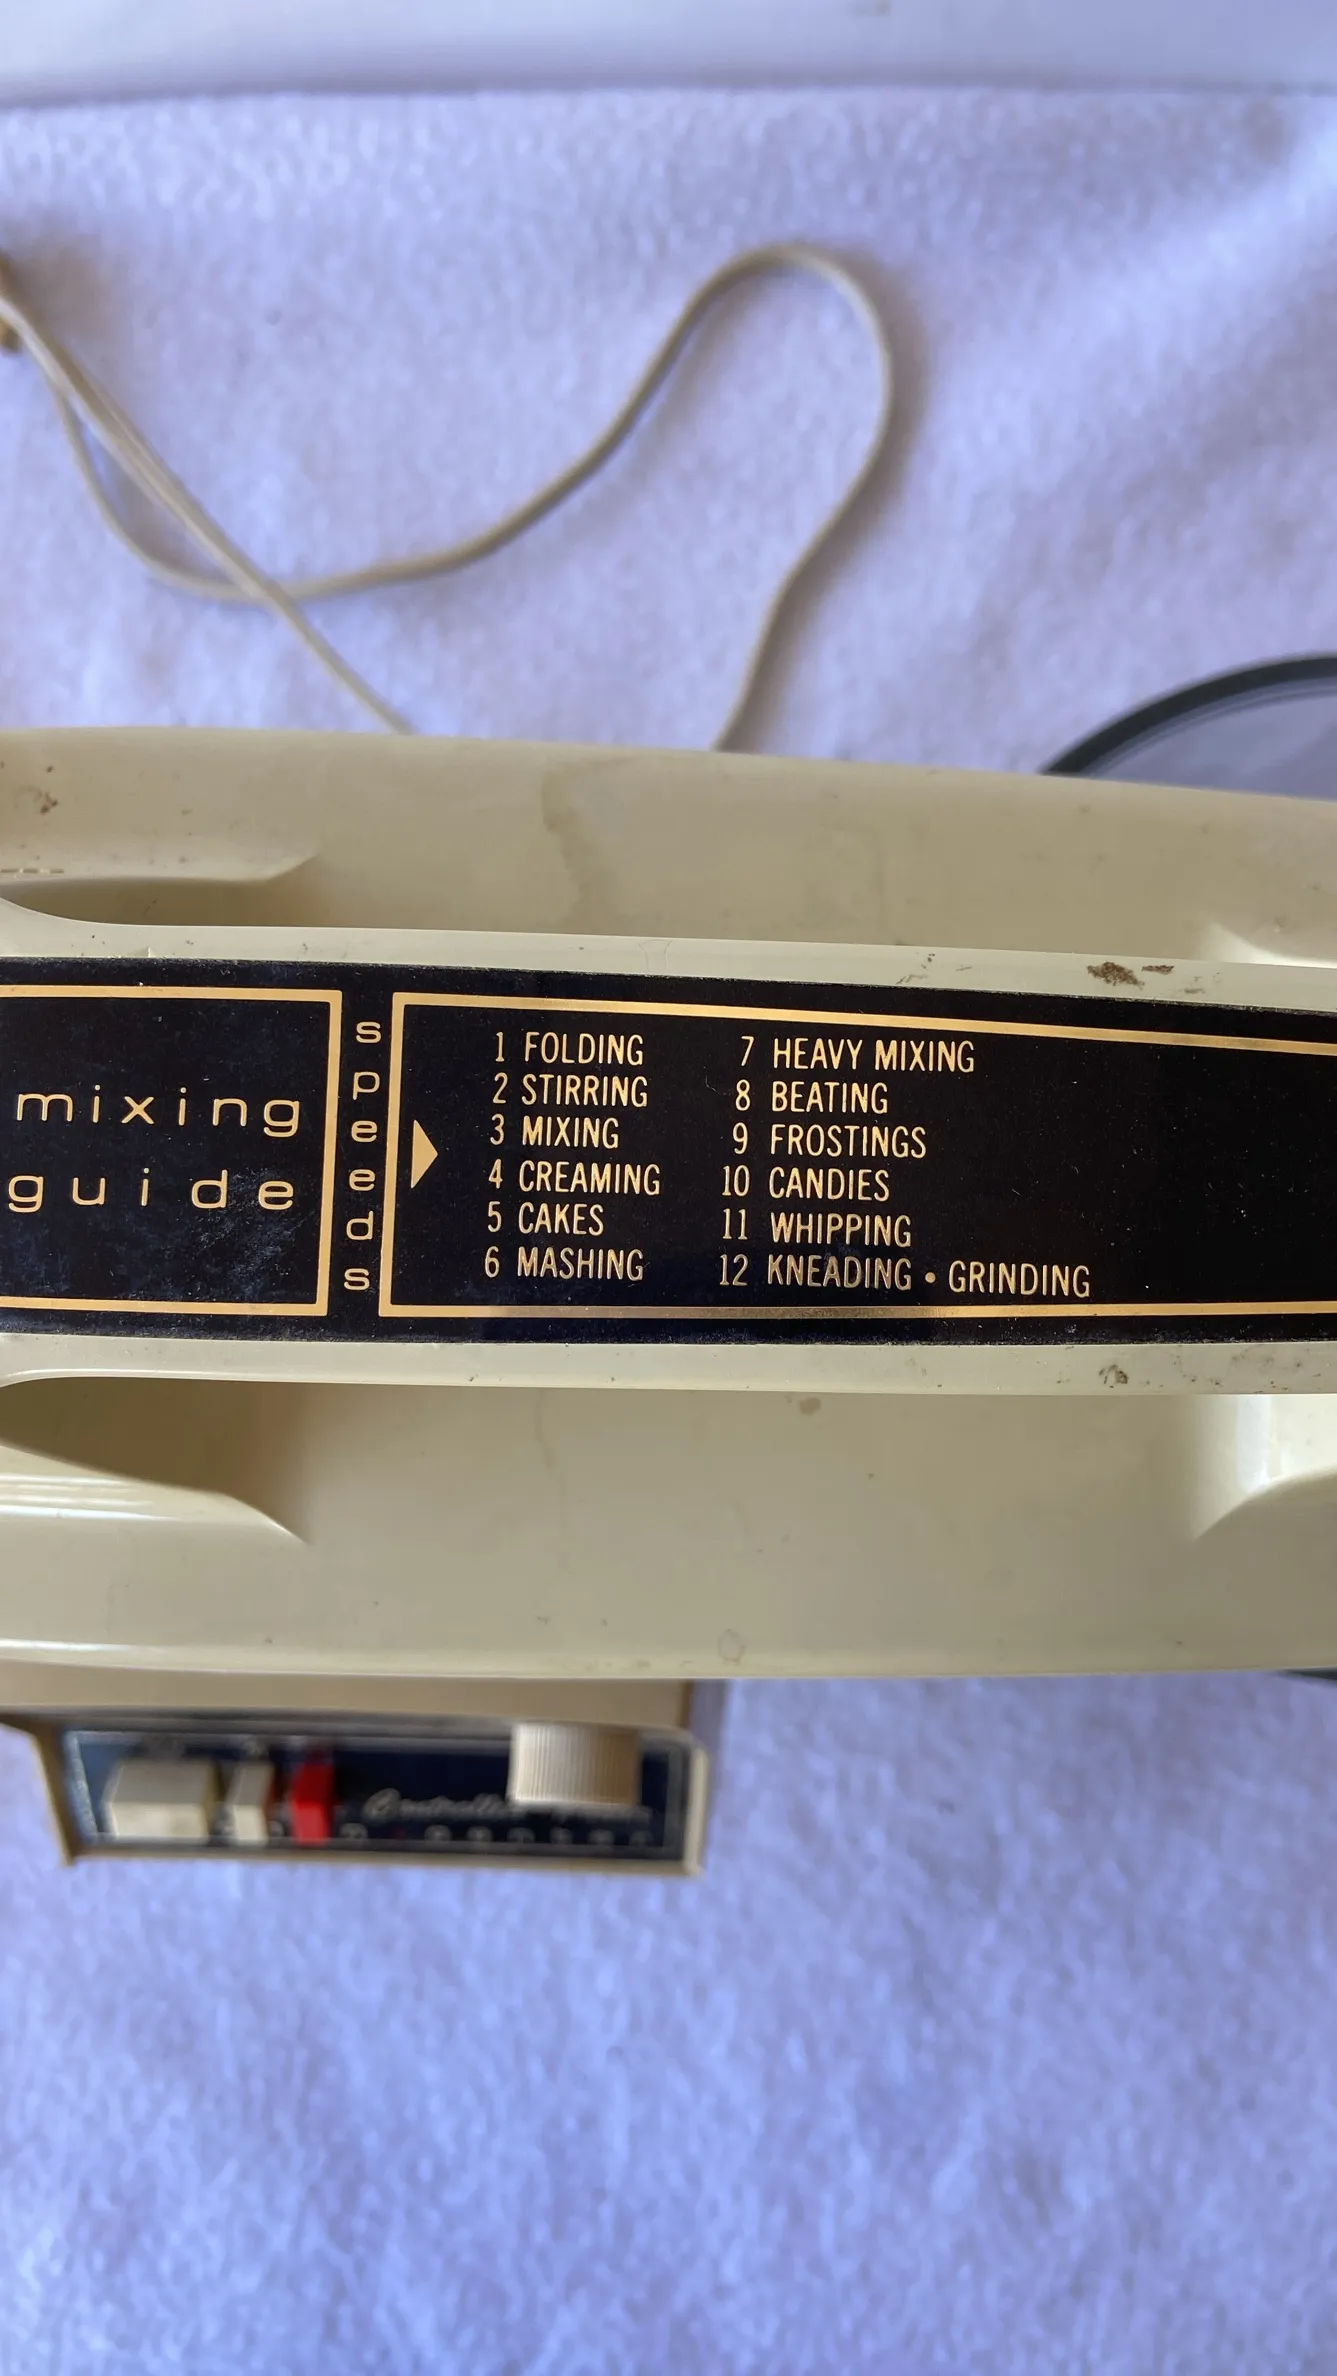 mixing
guide
speeds
1 FOLDING
2 STIRRING
3 MIXING
4 CREAMING
5 CAKES
6 MASHING
7 HEAVY MIXING
8 BEATING
9 FROSTINGS
10 CANDIES
11 WHIPPING
12 KNEADING • GRINDING